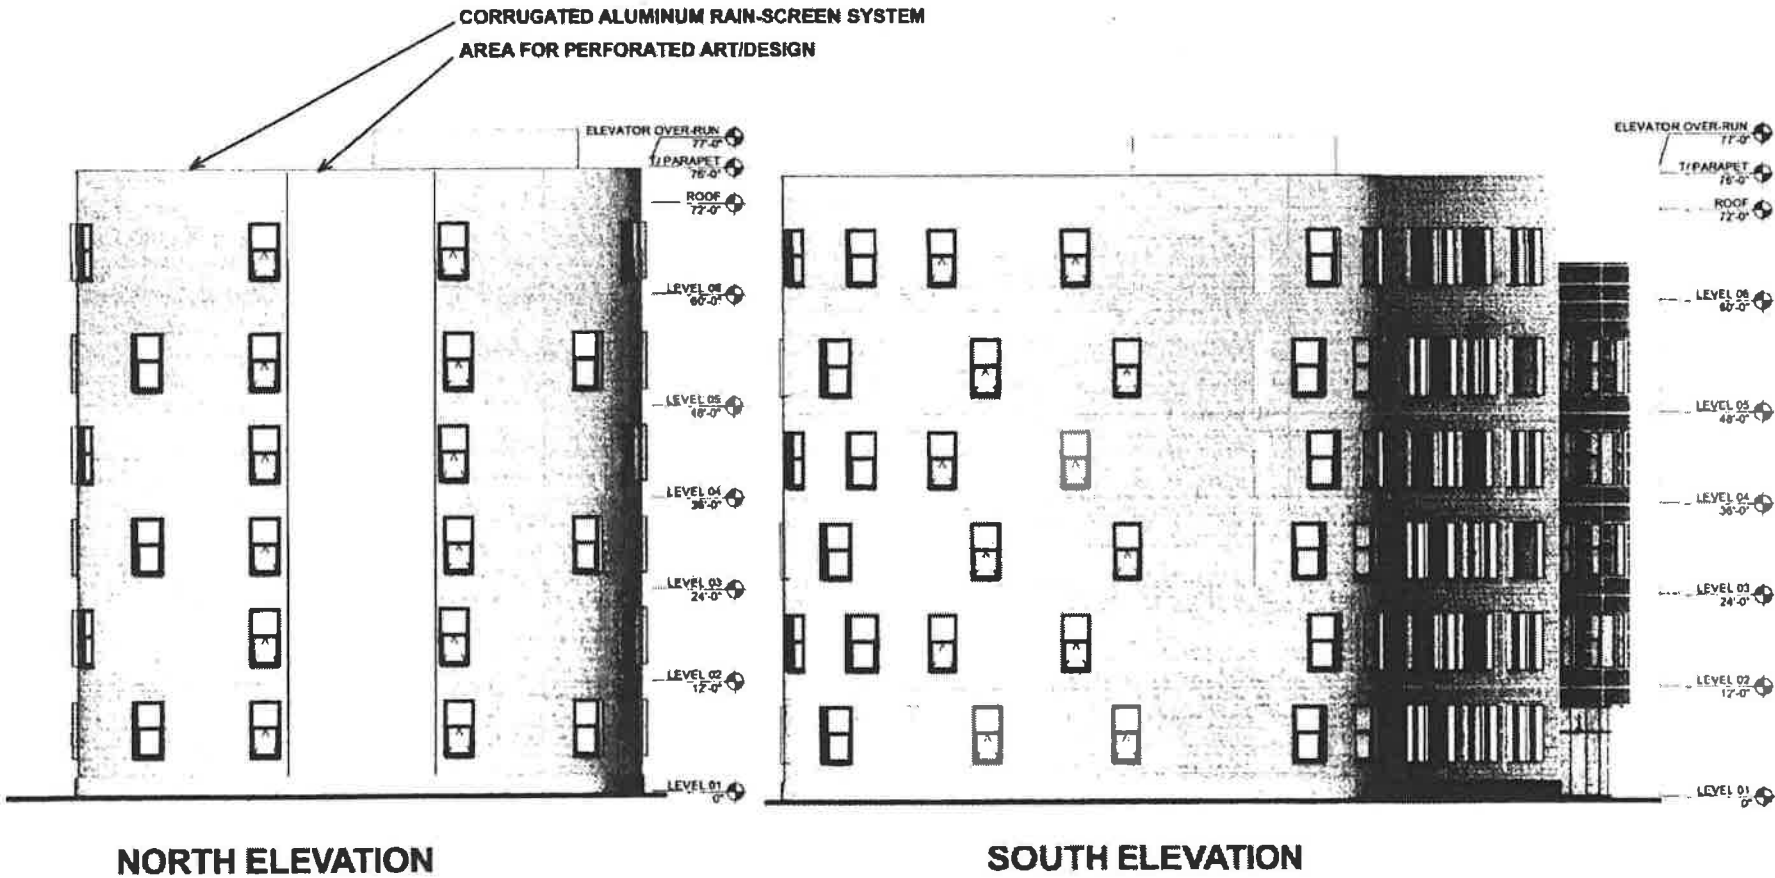 CORRUGATED ALUMINUM RAIN-SCREEN SYSTEM
AREA FOR PERFORATED ART/DESIGN
ELEVATOR OVER-RUN
77'-0"
T/ PARAPET
76'-0"
ROOF
72'-0"
LEVEL 06
60'-0"
LEVEL 05
48'-0"
LEVEL 04
36'-0"
LEVEL 03
24'-0"
LEVEL 02
12'-0"
LEVEL 01
0"
NORTH ELEVATION
ELEVATOR OVER-RUN
77'-0"
T/ PARAPET
76'-0"
ROOF
72'-0"
LEVEL 06
60'-0"
LEVEL 05
48'-0"
LEVEL 04
36'-0"
LEVEL 03
24'-0"
LEVEL 02
12'-0"
LEVEL 01
0"
SOUTH ELEVATION